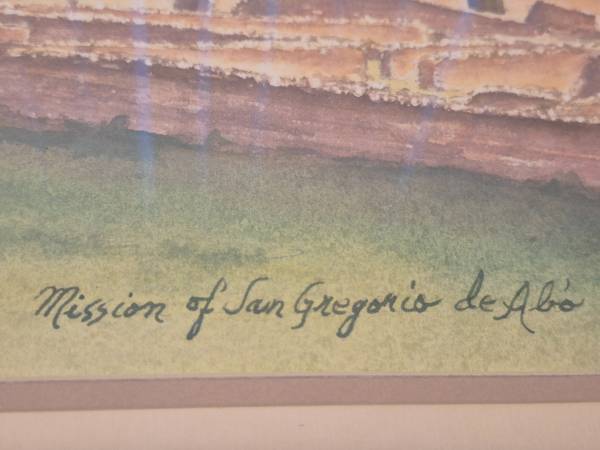 Mission of San Gregorio de Abó